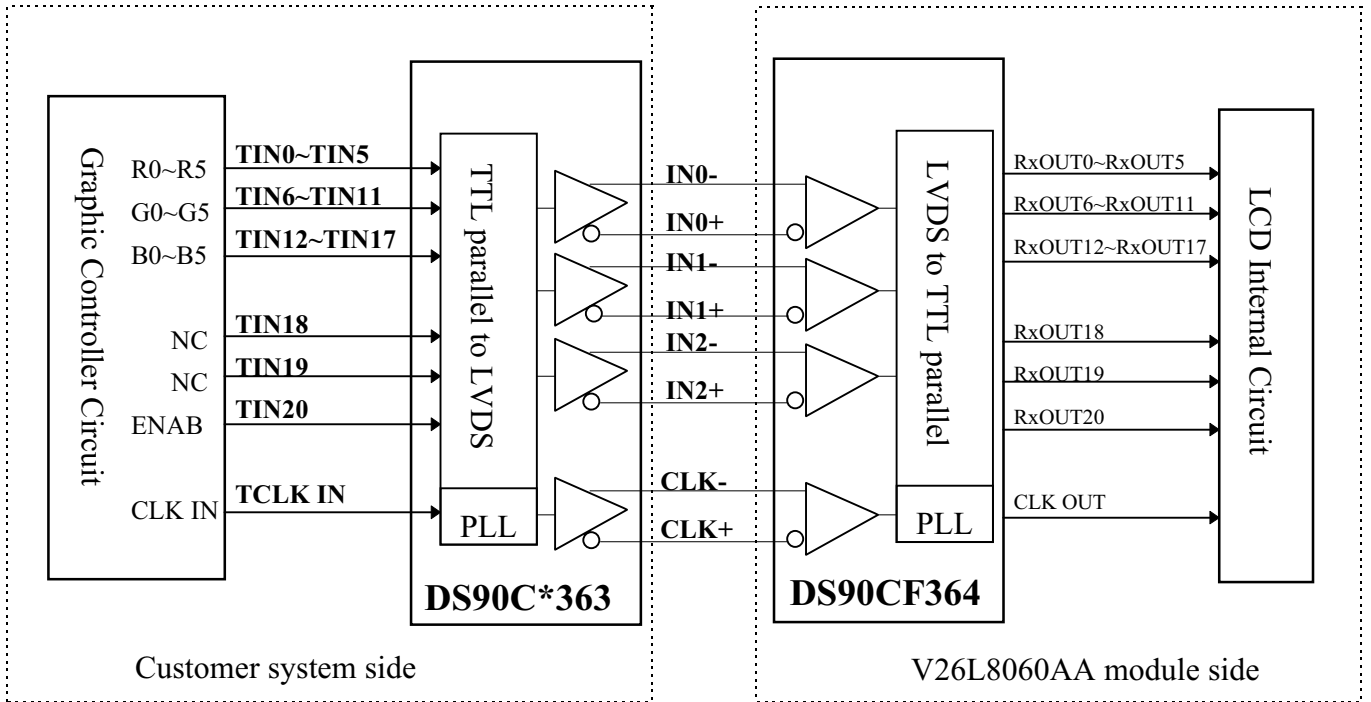 Graphic Controller Circuit
R0~R5
G0~G5
B0~B5
NC
NC
ENAB
CLK IN
TIN0~TIN5
TIN6~TIN11
TIN12~TIN17
TIN18
TIN19
TIN20
TCLK IN
TTL parallel to LVDS
PLL
DS90C*363
IN0-
IN0+
IN1-
IN1+
IN2-
IN2+
CLK-
CLK+
LVDS to TTL parallel
PLL
DS90CF364
RxOUT0~RxOUT5
RxOUT6~RxOUT11
RxOUT12~RxOUT17
RxOUT18
RxOUT19
RxOUT20
CLK OUT
LCD Internal Circuit
Customer system side
V26L8060AA module side